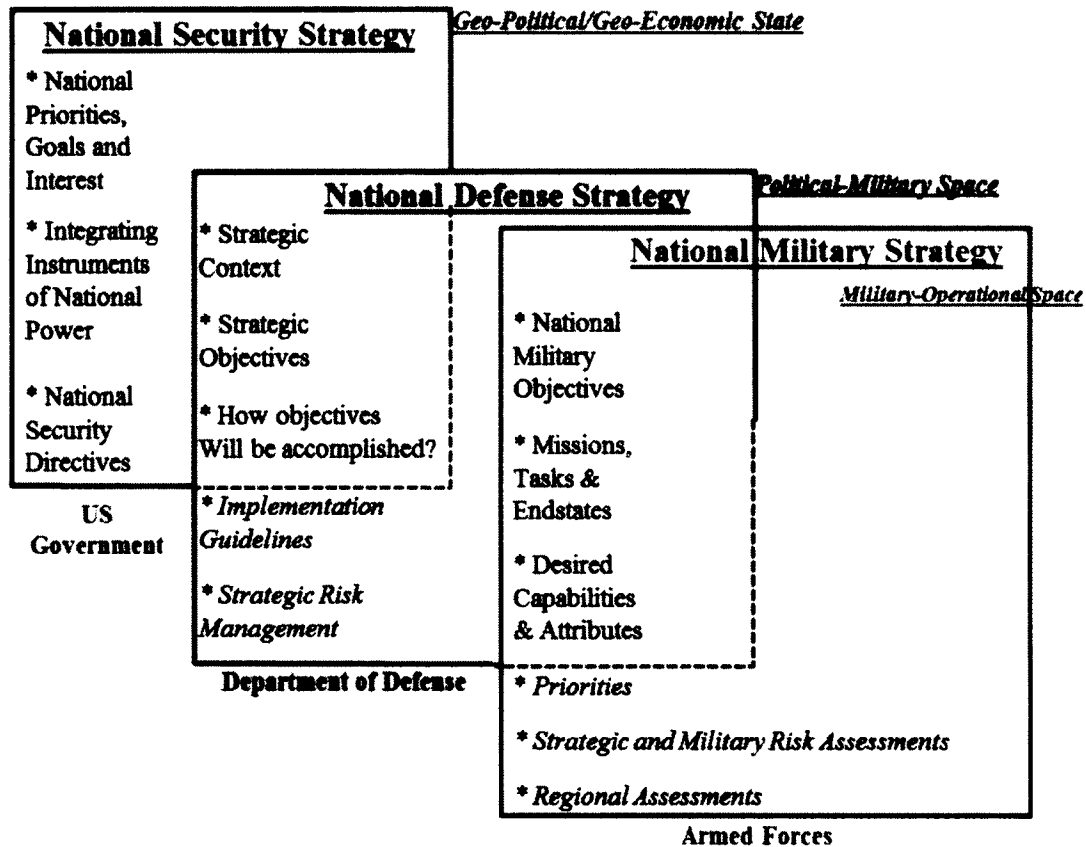 National Security Strategy
Geo-Political/Geo-Economic State
* National
Priorities,
Goals and
Interest
* Integrating
Instruments
of National
Power
* National
Security
Directives
US
Government
National Defense Strategy
Political-Military Space
* Strategic
Context
* Strategic
Objectives
* How objectives
Will be accomplished?
* Implementation
Guidelines
* Strategic Risk
Management
Department of Defense
National Military Strategy
Military-Operational Space
* National
Military
Objectives
* Missions,
Tasks &
Endstates
* Desired
Capabilities
& Attributes
* Priorities
* Strategic and Military Risk Assessments
* Regional Assessments
Armed Forces